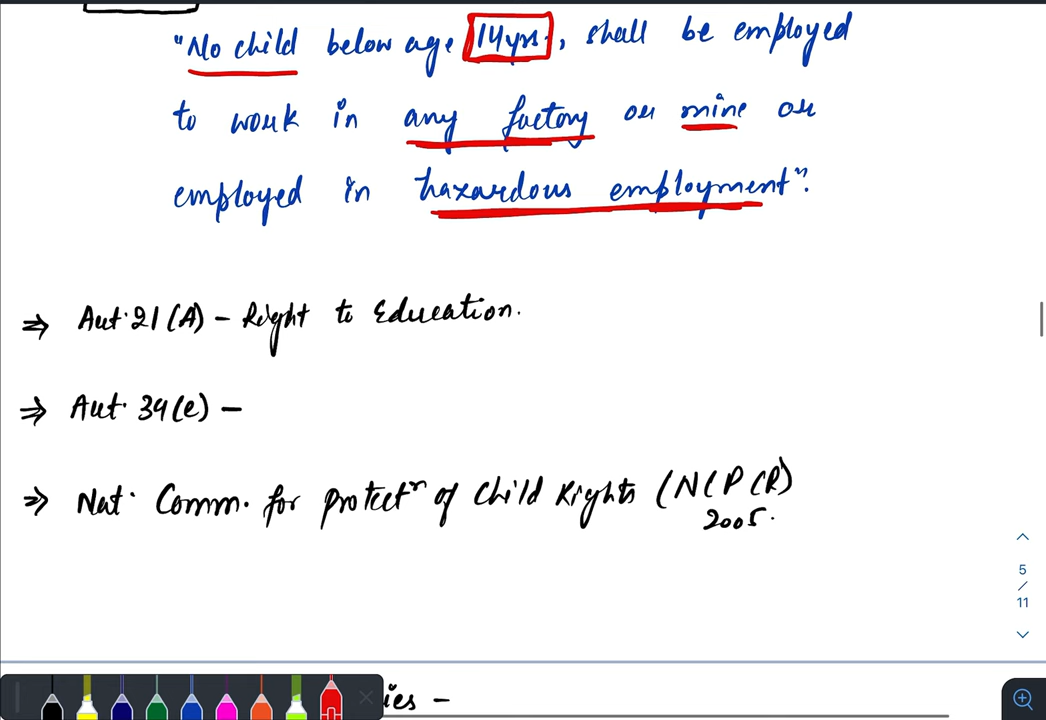 "No child below age 14yrs., shall be employed
to work in any factory or mine or
employed in hazardous employment".
⇒ Art. 21(A) - Right to Education.
⇒ Art. 39(e) -
⇒ Nat. Comm. for Protectⁿ of Child Rights (NCPCR)
2005.
5
/
11
ies -